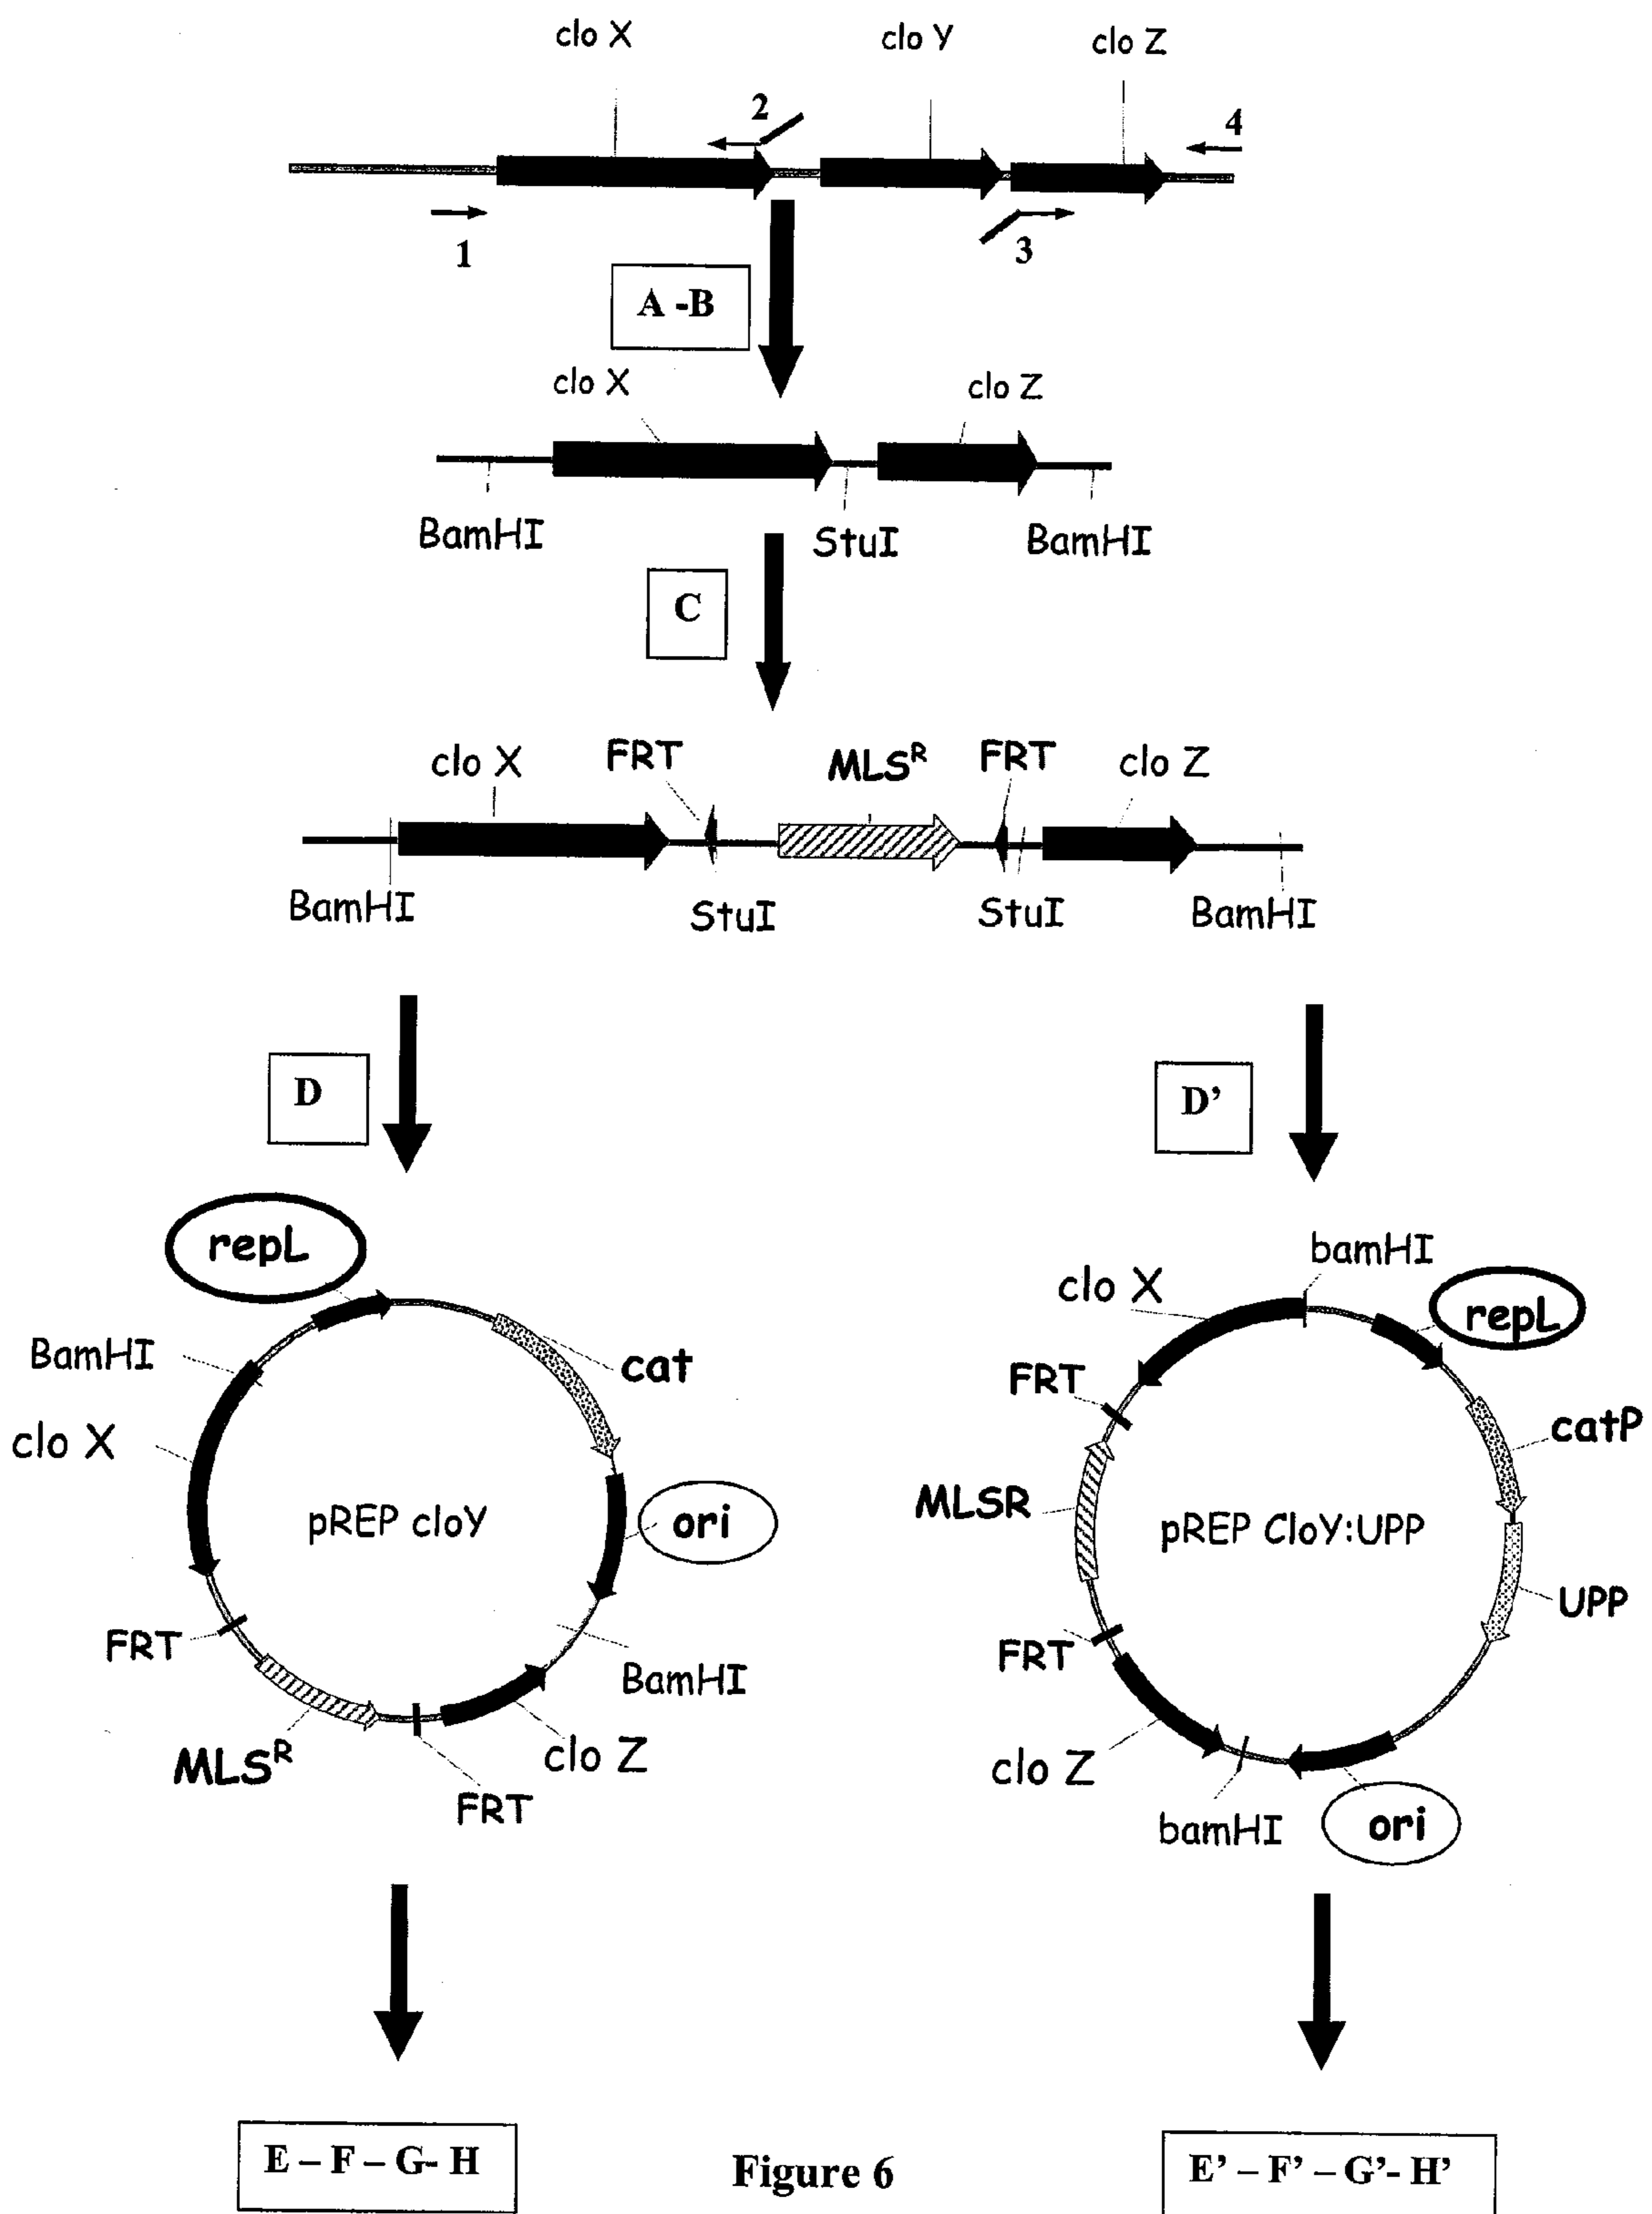 clo X
clo Y
clo Z
2
4
1
3
A -B
clo X
clo Z
BamHI
StuI
BamHI
C
clo X
FRT
MLSᴿ
FRT
clo Z
BamHI
StuI
StuI
BamHI
D
D’
repL
cat
BamHI
clo X
pREP cloY
ori
FRT
BamHI
MLSᴿ
clo Z
FRT
bamHI
clo X
repL
FRT
catP
MLSR
pREP CloY:UPP
UPP
FRT
clo Z
bamHI
ori
E – F – G- H
Figure 6
E’ – F’ – G’- H’